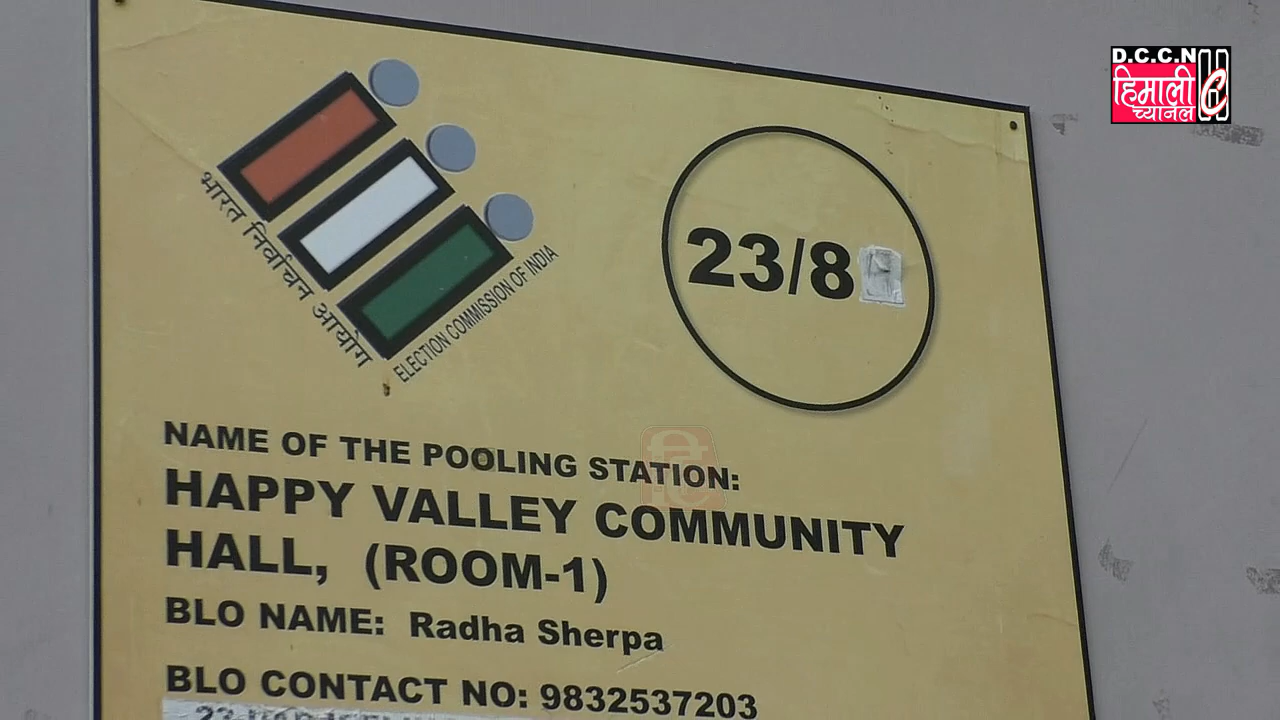 D.C.C.N
हिमाली
च्यानल
भारत निर्वाचन आयोग
ELECTION COMMISSION OF INDIA
23/8
NAME OF THE POOLING STATION:
HAPPY VALLEY COMMUNITY
HALL, (ROOM-1)
BLO NAME: Radha Sherpa
BLO CONTACT NO: 9832537203